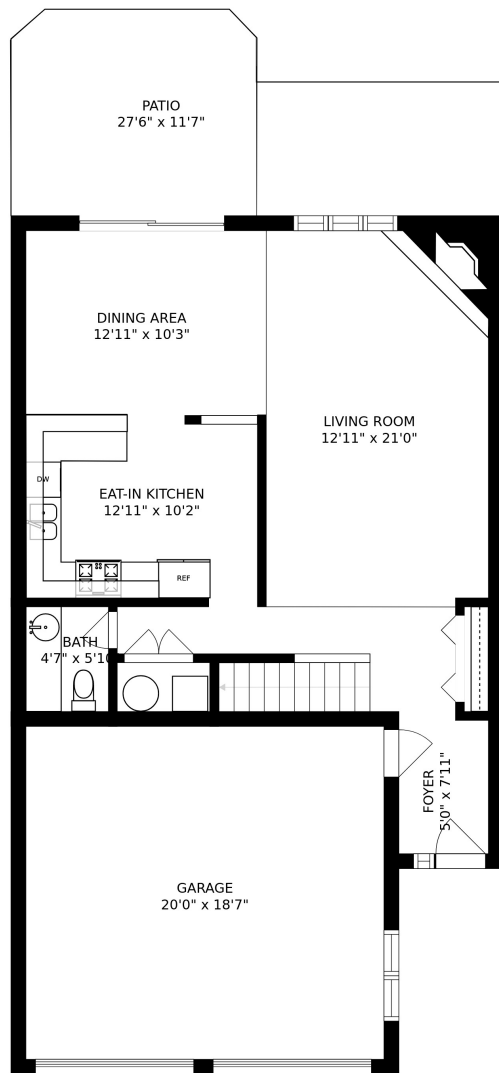 PATIO
27'6" x 11'7"
DINING AREA
12'11" x 10'3"
LIVING ROOM
12'11" x 21'0"
DW
EAT-IN KITCHEN
12'11" x 10'2"
REF
BATH
4'7" x 5'10
FOYER
5'0" x 7'11"
GARAGE
20'0" x 18'7"